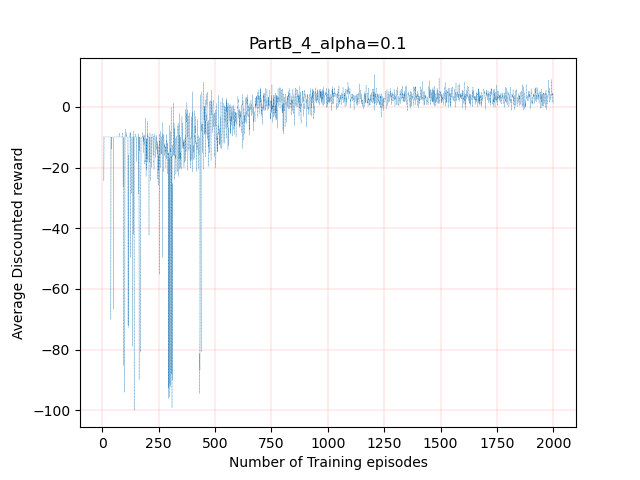 PartB_4_alpha=0.1
Average Discounted reward
0
−20
−40
−60
−80
−100
0 250 500 750 1000 1250 1500 1750 2000
Number of Training episodes